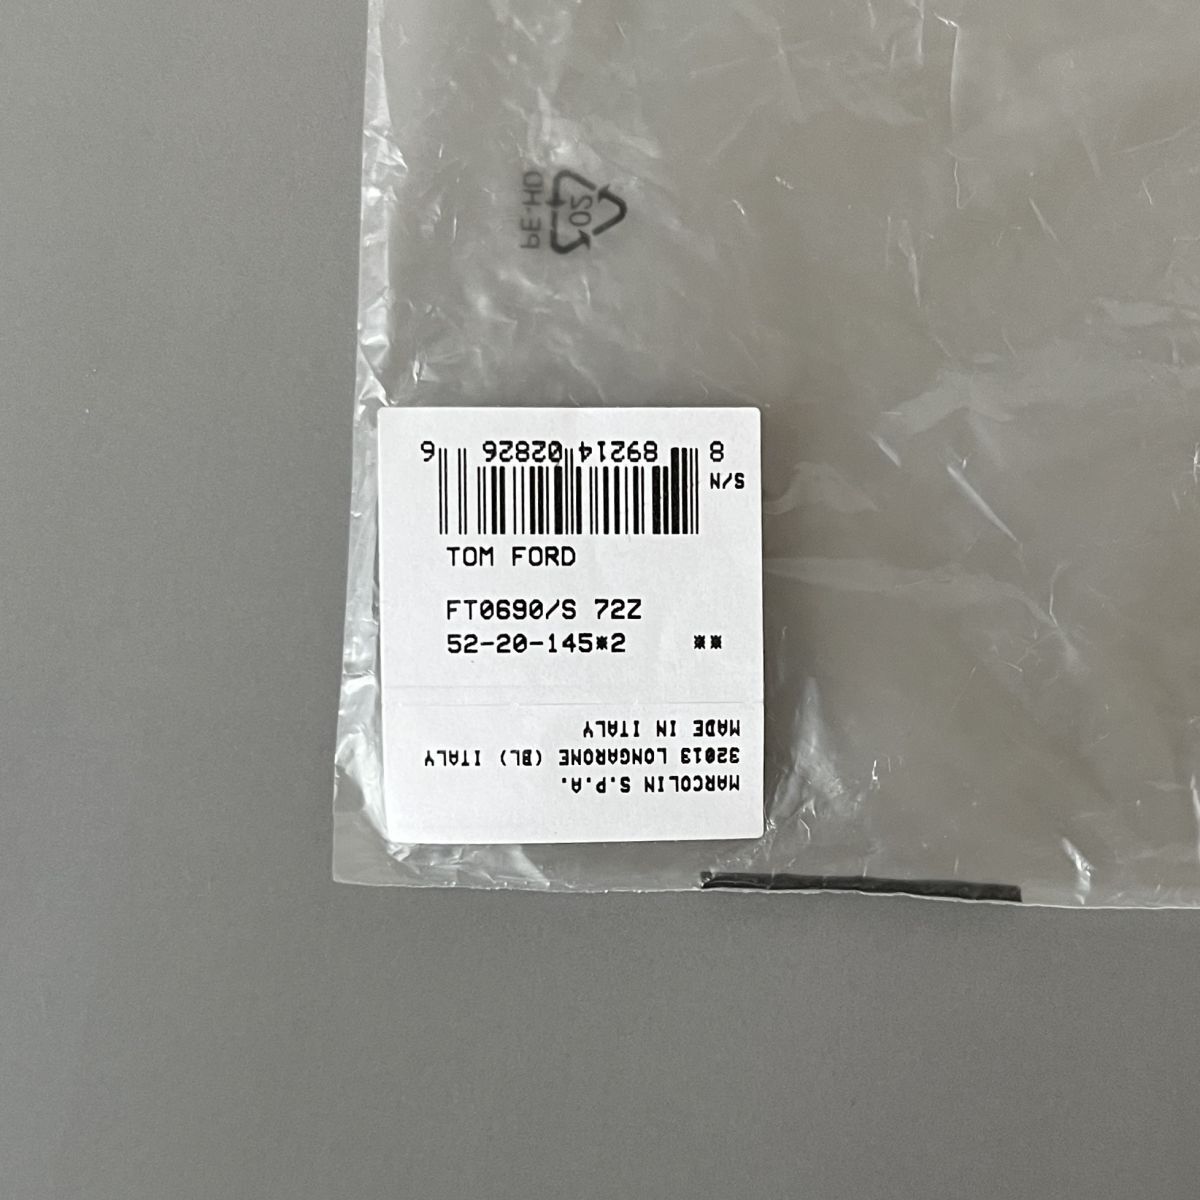 8 89214 02826 6
S/N
TOM FORD
FT0690/S 72Z
52-20-145*2 **
MARCOLIN S.P.A.
32013 LONGARONE (BL) ITALY
MADE IN ITALY
02
PE-HD